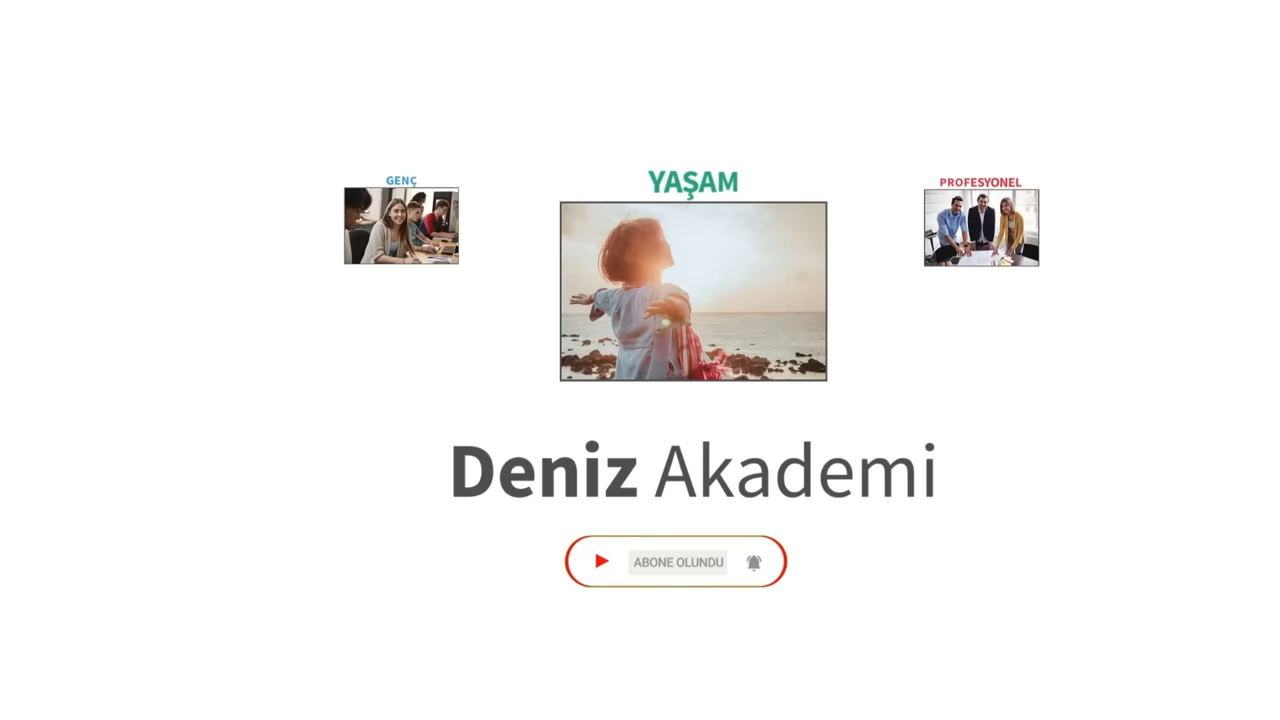 GENÇ
YAŞAM
PROFESYONEL
Deniz Akademi
ABONE OLUNDU